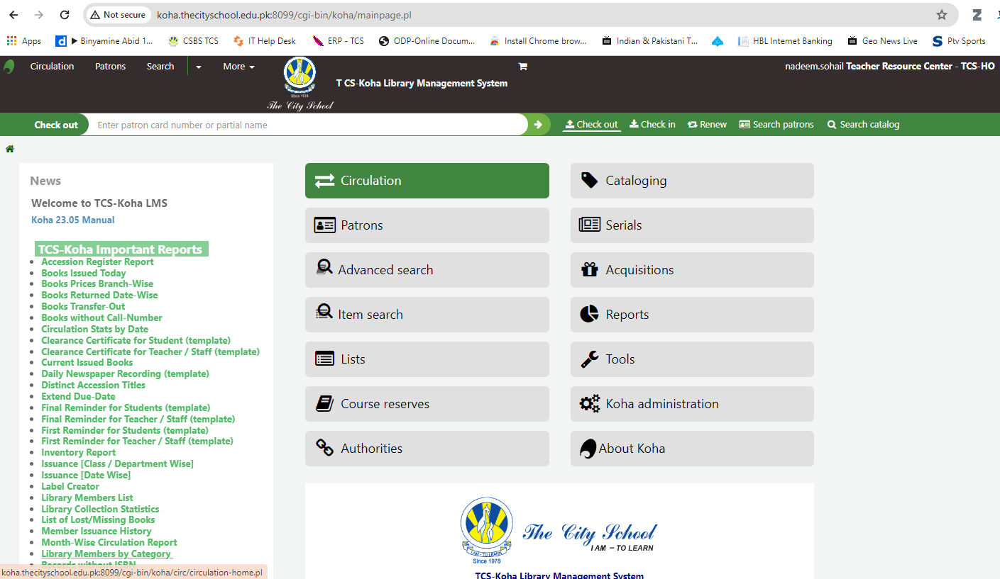 Not secure koha.thecityschool.edu.pk:8099/cgi-bin/koha/mainpage.pl
Apps Binyamine Abid 1... CSBS TCS IT Help Desk ERP - TCS ODP-Online Docum... Install Chrome brow... Indian & Pakistani T... HBL Internet Banking Geo News Live Ptv Sports
Circulation Patrons Search More nadeem.sohail Teacher Resource Center - TCS-HO
Since 1978
The City School
T CS-Koha Library Management System
Check out Enter patron card number or partial name Check out Check in Renew Search patrons Search catalog
News
Welcome to TCS-Koha LMS
Koha 23.05 Manual
TCS-Koha Important Reports
Accession Register Report
Books Issued Today
Books Prices Branch-Wise
Books Returned Date-Wise
Books Transfer-Out
Books without Call-Number
Circulation Stats by Date
Clearance Certificate for Student (template)
Clearance Certificate for Teacher / Staff (template)
Current Issued Books
Daily Newspaper Recording (template)
Distinct Accession Titles
Extend Due-Date
Final Reminder for Students (template)
Final Reminder for Teacher / Staff (template)
First Reminder for Students (template)
First Reminder for Teacher / Staff (template)
Inventory Report
Issuance [Class / Department Wise]
Issuance [Date Wise]
Label Creator
Library Members List
Library Collection Statistics
List of Lost/Missing Books
Member Issuance History
Month-Wise Circulation Report
Library Members by Category
Records without ISBN
koha.thecityschool.edu.pk:8099/cgi-bin/koha/circ/circulation-home.pl
Circulation
Patrons
Advanced search
Item search
Lists
Course reserves
Authorities
Cataloging
Serials
Acquisitions
Reports
Tools
Koha administration
About Koha
I AM - TO LEARN
Since 1978
The City School
I AM – TO LEARN
TCS-Koha Library Management System